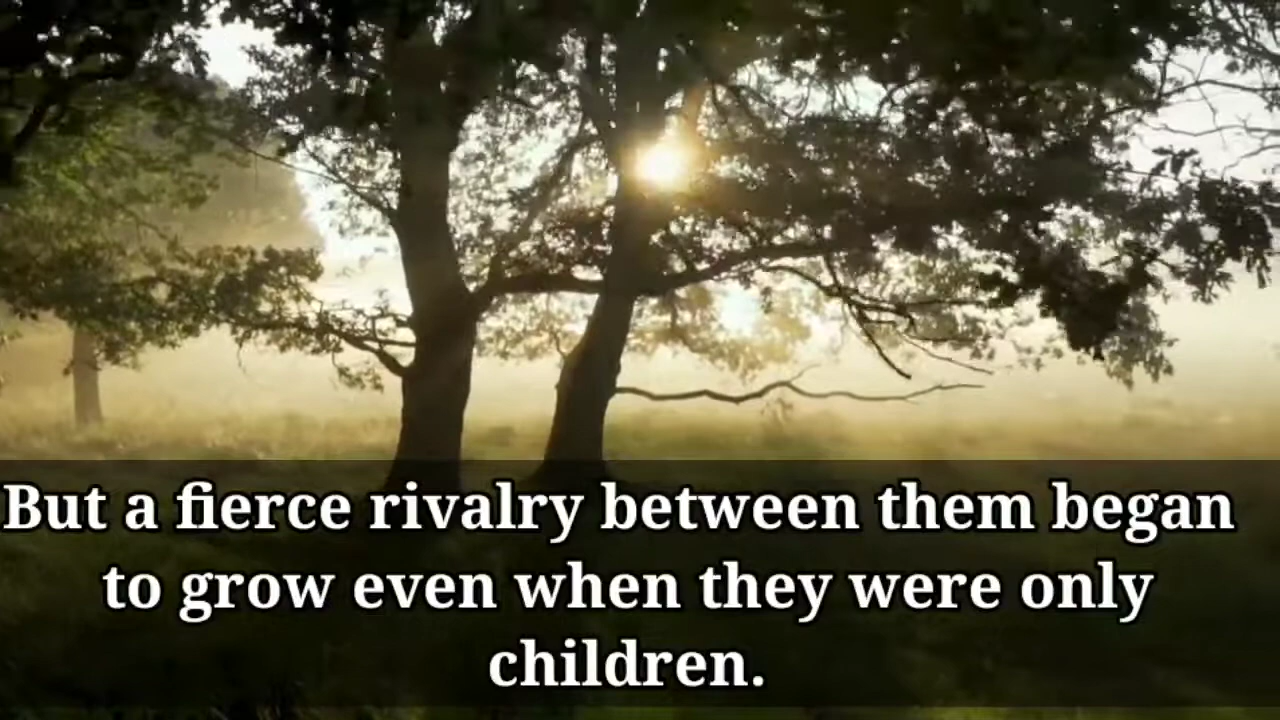 But a fierce rivalry between them began
to grow even when they were only
children.